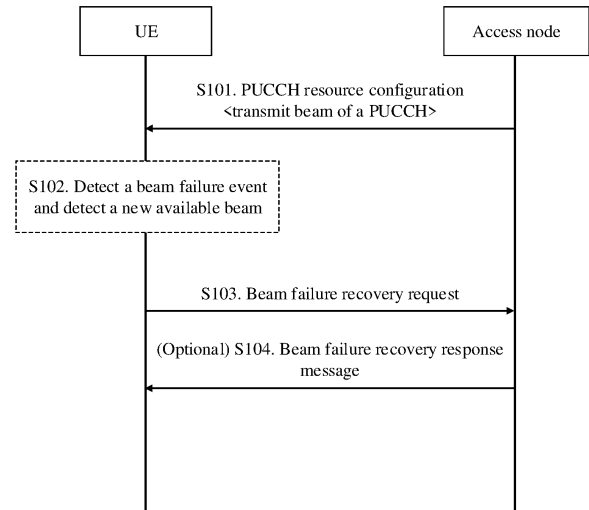 UE
Access node
S101. PUCCH resource configuration
<transmit beam of a PUCCH>
S102. Detect a beam failure event
and detect a new available beam
S103. Beam failure recovery request
(Optional) S104. Beam failure recovery response
message